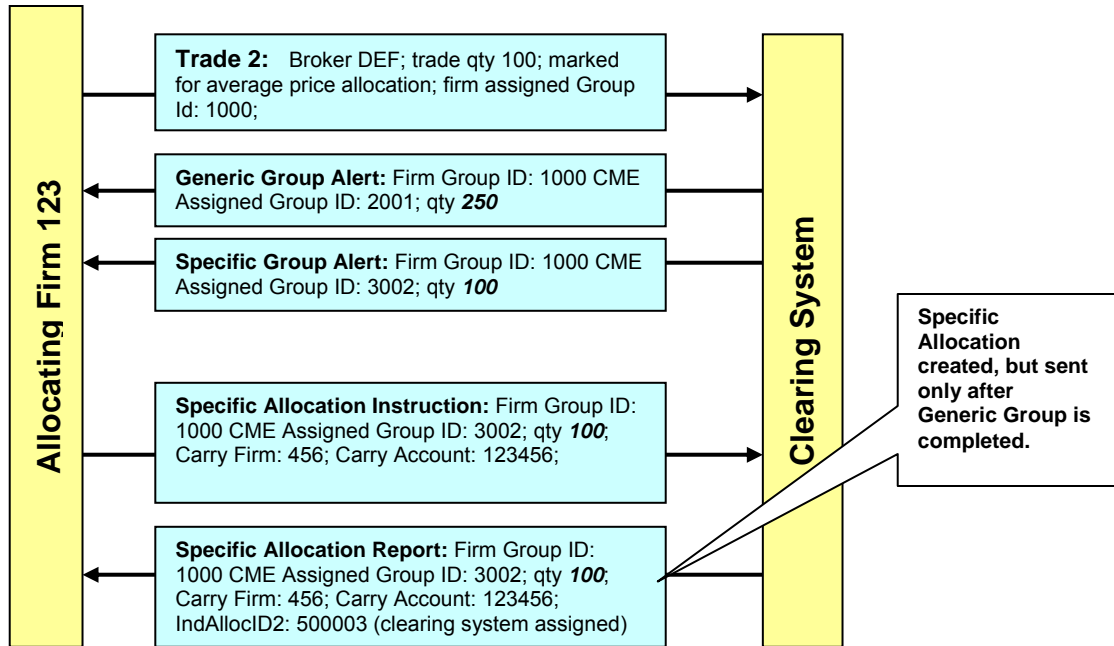 Allocating Firm 123
Trade 2: Broker DEF; trade qty 100; marked
for average price allocation; firm assigned Group
Id: 1000;
Generic Group Alert: Firm Group ID: 1000 CME
Assigned Group ID: 2001; qty 250
Specific Group Alert: Firm Group ID: 1000 CME
Assigned Group ID: 3002; qty 100
Specific Allocation Instruction: Firm Group ID:
1000 CME Assigned Group ID: 3002; qty 100;
Carry Firm: 456; Carry Account: 123456;
Specific Allocation Report: Firm Group ID:
1000 CME Assigned Group ID: 3002; qty 100;
Carry Firm: 456; Carry Account: 123456;
IndAllocID2: 500003 (clearing system assigned)
Clearing System
Specific
Allocation
created, but sent
only after
Generic Group is
completed.